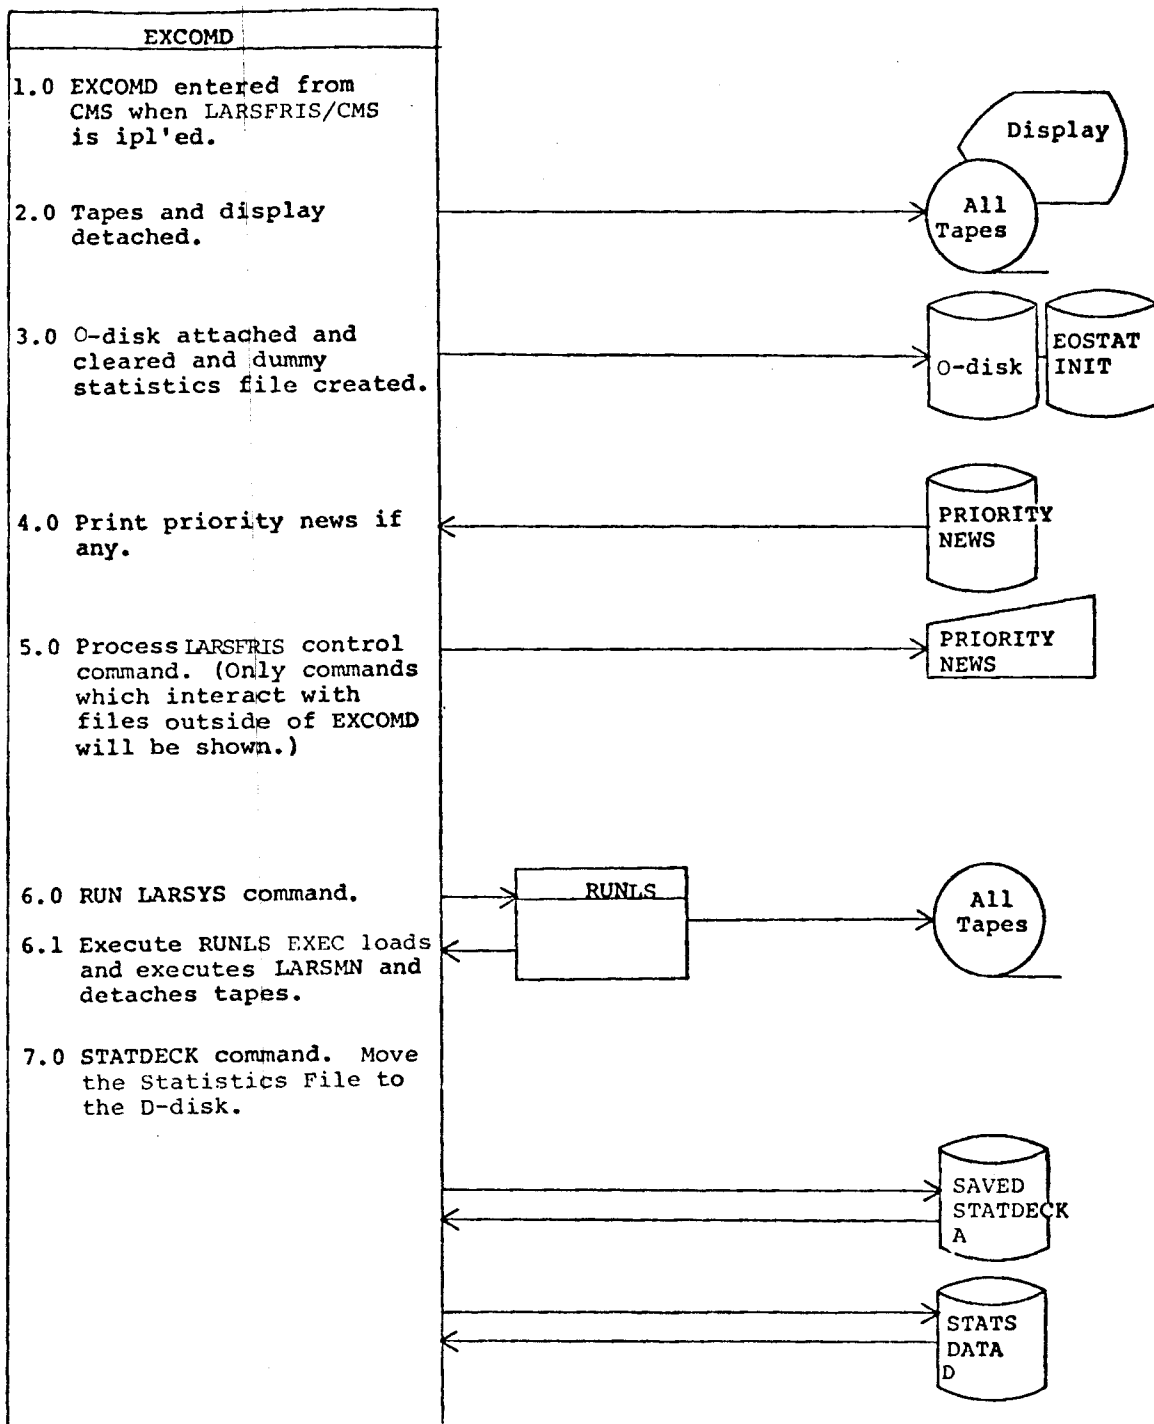 EXCOMD
1.0 EXCOMD entered from
CMS when LARSFRIS/CMS
is ipl'ed.
Display
2.0 Tapes and display
detached.
All
Tapes
3.0 O-disk attached and
cleared and dummy
statistics file created.
O-disk
EOSTAT
INIT
4.0 Print priority news if
any.
PRIORITY
NEWS
5.0 Process LARSFRIS control
command. (Only commands
which interact with
files outside of EXCOMD
will be shown.)
PRIORITY
NEWS
6.0 RUN LARSYS command.
RUNLS
All
Tapes
6.1 Execute RUNLS EXEC loads
and executes LARSMN and
detaches tapes.
7.0 STATDECK command. Move
the Statistics File to
the D-disk.
SAVED
STATDECK
A
STATS
DATA
D